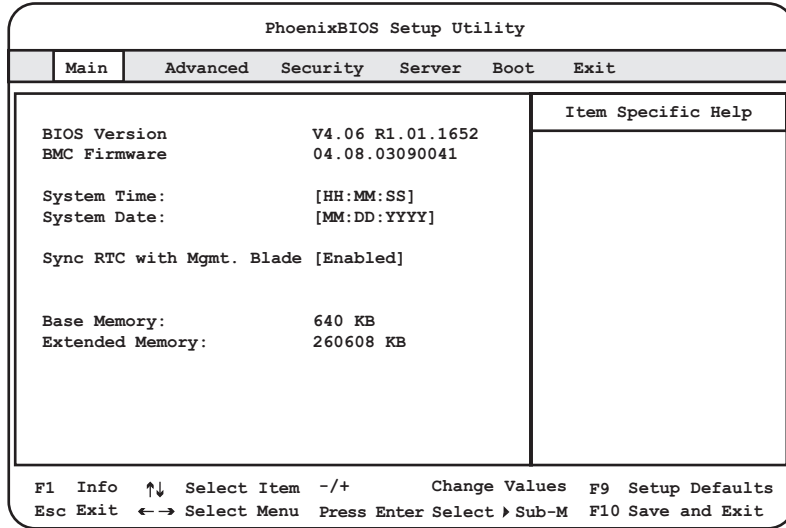 PhoenixBIOS Setup Utility
Main Advanced Security Server Boot Exit
Item Specific Help
BIOS Version V4.06 R1.01.1652
BMC Firmware 04.08.03090041
System Time: [HH:MM:SS]
System Date: [MM:DD:YYYY]
Sync RTC with Mgmt. Blade [Enabled]
Base Memory: 640 KB
Extended Memory: 260608 KB
F1 Info ↑↓ Select Item -/+ Change Values F9 Setup Defaults
Esc Exit ←→ Select Menu Press Enter Select ▸ Sub-M F10 Save and Exit